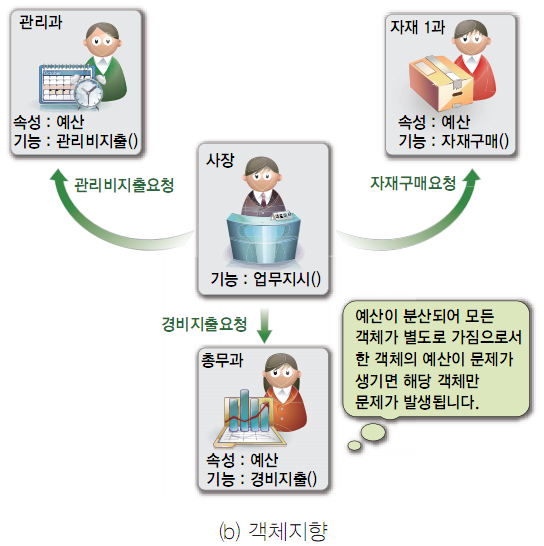 관리과
속성 : 예산
기능 : 관리비지출()
자재 1과
속성 : 예산
기능 : 자재구매()
사장
기능 : 업무지시()
관리비지출요청
자재구매요청
경비지출요청
총무과
속성 : 예산
기능 : 경비지출()
예산이 분산되어 모든
객체가 별도로 가짐으로서
한 객체의 예산이 문제가
생기면 해당 객체만
문제가 발생됩니다.
(b) 객체지향